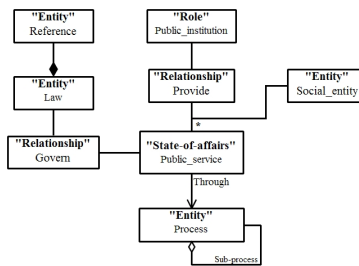 "Entity"
Reference
"Role"
Public_institution
"Entity"
Law
"Relationship"
Provide
"Entity"
Social_entity
*
"Relationship"
Govern
"State-of-affairs"
Public_service
Through
"Entity"
Process
Sub-process